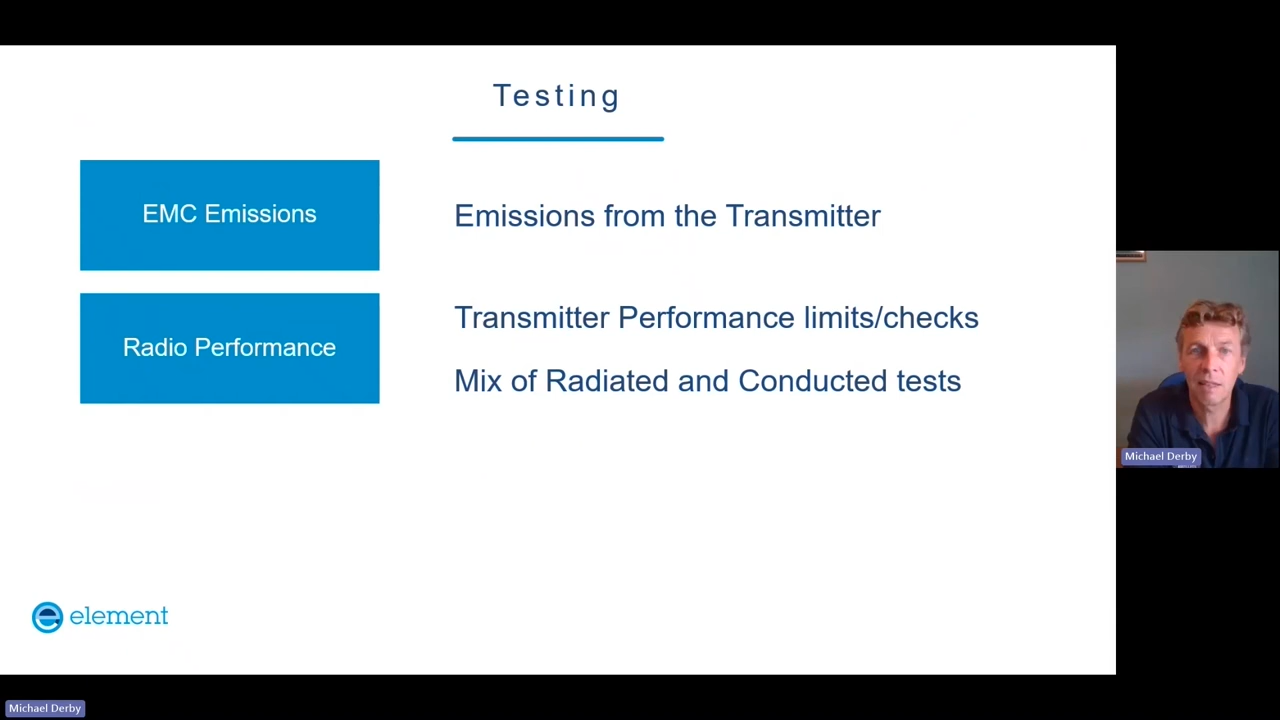 Testing
EMC Emissions
Emissions from the Transmitter
Radio Performance
Transmitter Performance limits/checks
Mix of Radiated and Conducted tests
element
Michael Derby
Michael Derby